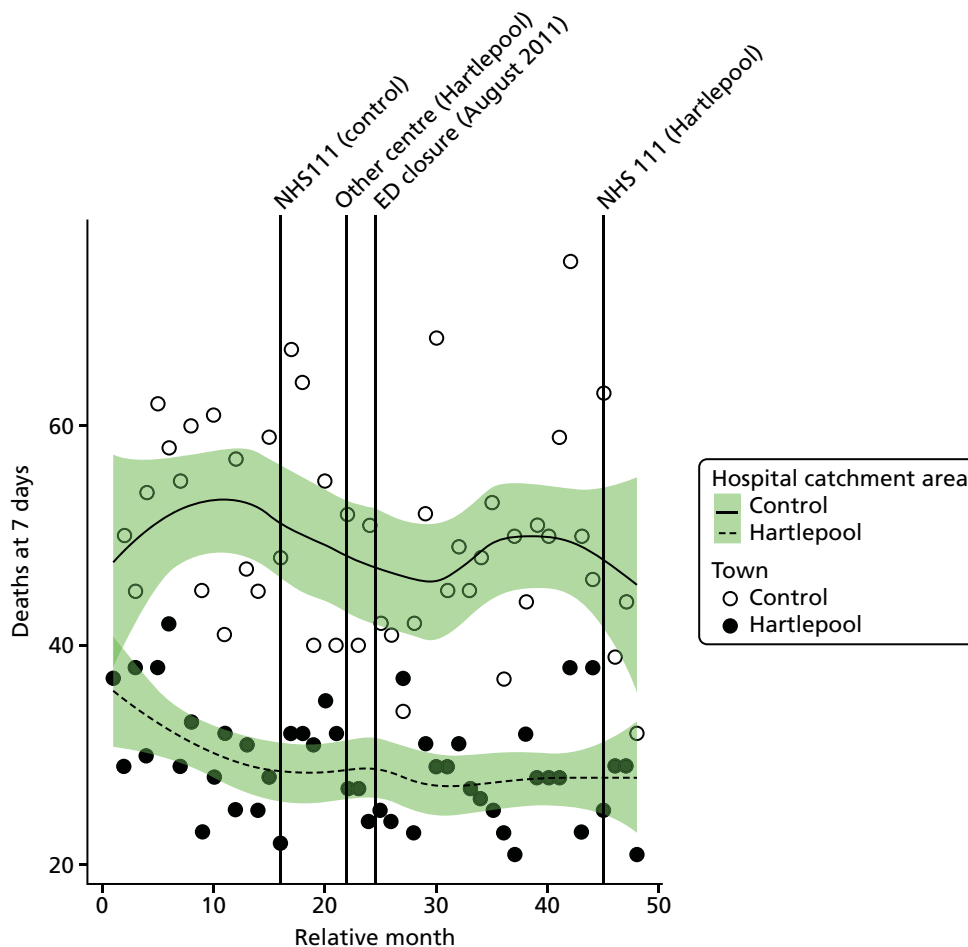 NHS111 (control)
Other centre (Hartlepool)
ED closure (August 2011)
NHS 111 (Hartlepool)
60
40
20
Deaths at 7 days
0 10 20 30 40 50
Relative month
Hospital catchment area
Control
Hartlepool
Town
Control
Hartlepool